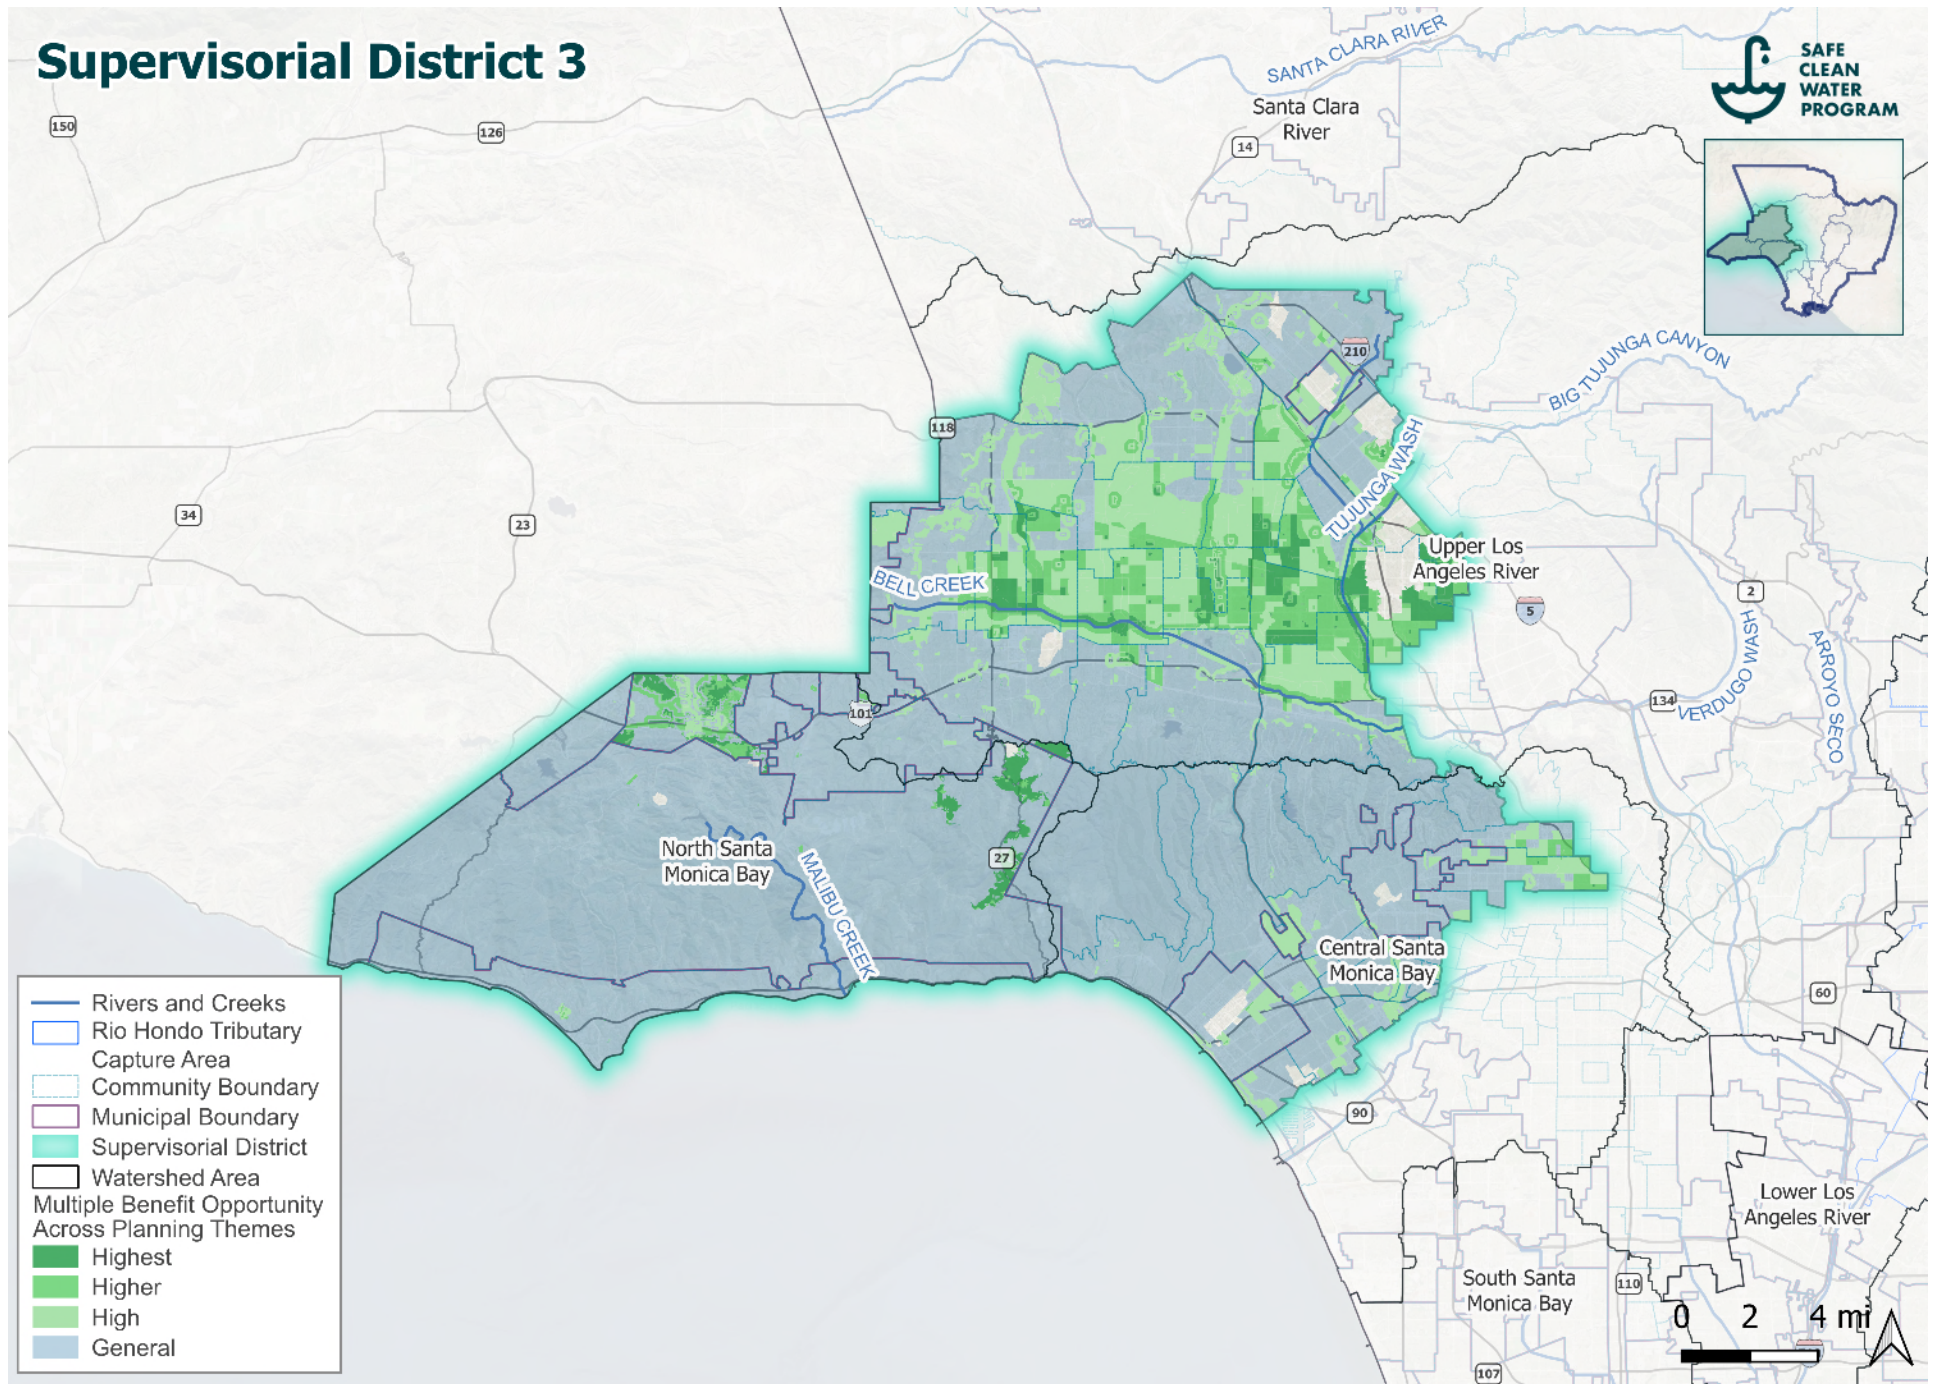 Supervisorial District 3
SAFE
CLEAN
WATER
PROGRAM
SANTA CLARA RIVER
Santa Clara
River
150
126
14
210
BIG TUJUNGA CANYON
118
TUJUNGA WASH
34
23
Upper Los
Angeles River
BELL CREEK
2
5
VERDUGO WASH
ARROYO SECO
134
101
North Santa
Monica Bay
MALIBU CREEK
27
Central Santa
Monica Bay
60
90
Lower Los
Angeles River
South Santa
Monica Bay
110
107
Rivers and Creeks
Rio Hondo Tributary
Capture Area
Community Boundary
Municipal Boundary
Supervisorial District
Watershed Area
Multiple Benefit Opportunity
Across Planning Themes
Highest
Higher
High
General
0 2 4 mi